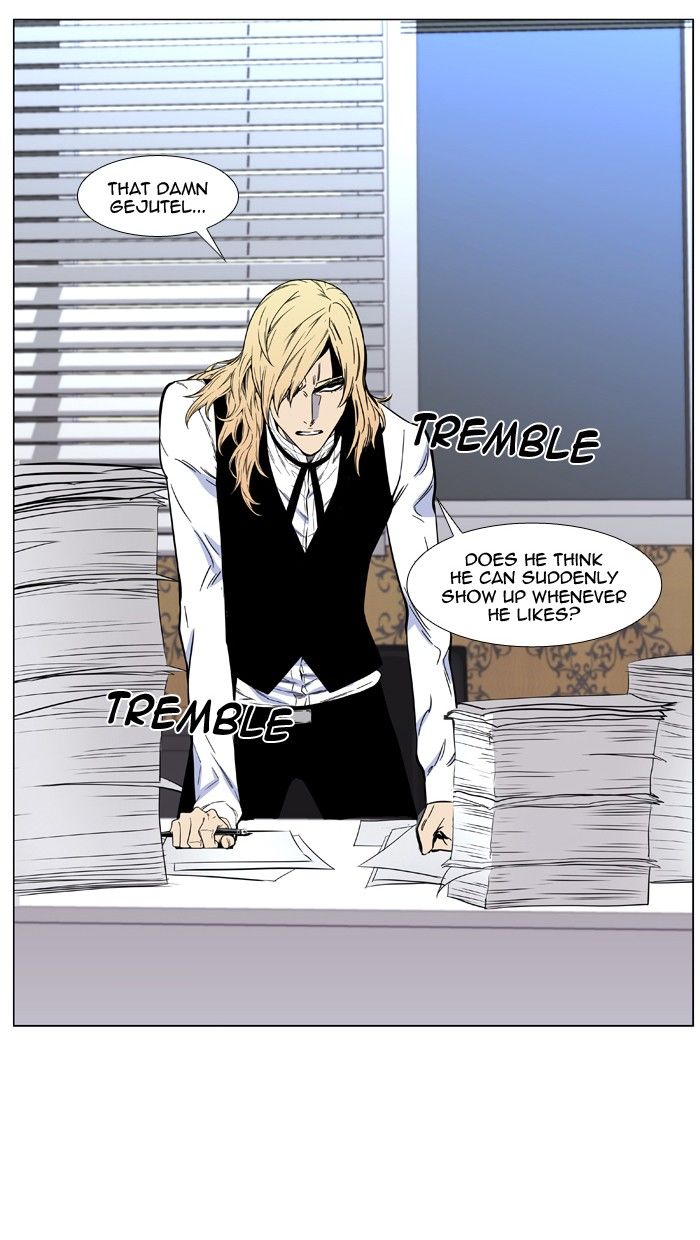 THAT DAMN
GEJUTEL...
TREMBLE
DOES HE THINK
HE CAN SUDDENLY
SHOW UP WHENEVER
HE LIKES?
TREMBLE